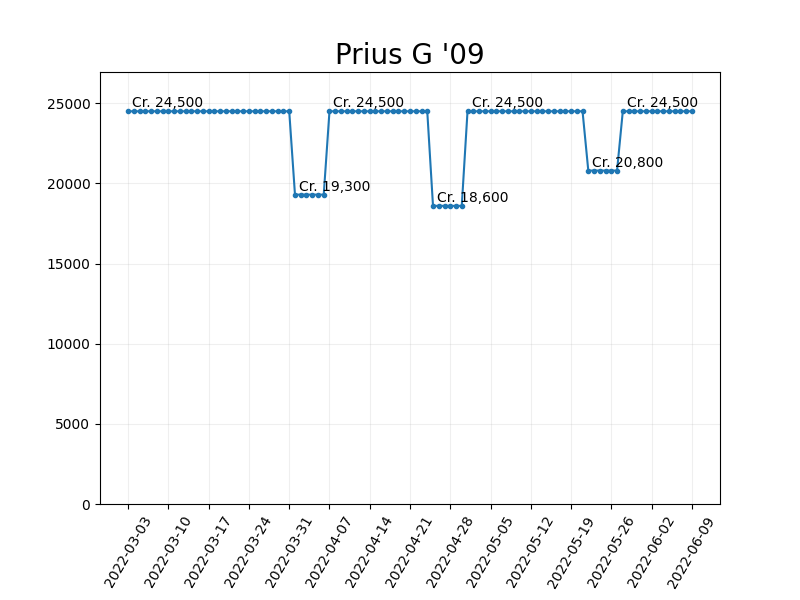 Prius G '09
Cr. 24,500
Cr. 24,500
Cr. 24,500
Cr. 24,500
Cr. 19,300
Cr. 18,600
Cr. 20,800
25000
20000
15000
10000
5000
0
2022-03-03
2022-03-10
2022-03-17
2022-03-24
2022-03-31
2022-04-07
2022-04-14
2022-04-21
2022-04-28
2022-05-05
2022-05-12
2022-05-19
2022-05-26
2022-06-02
2022-06-09